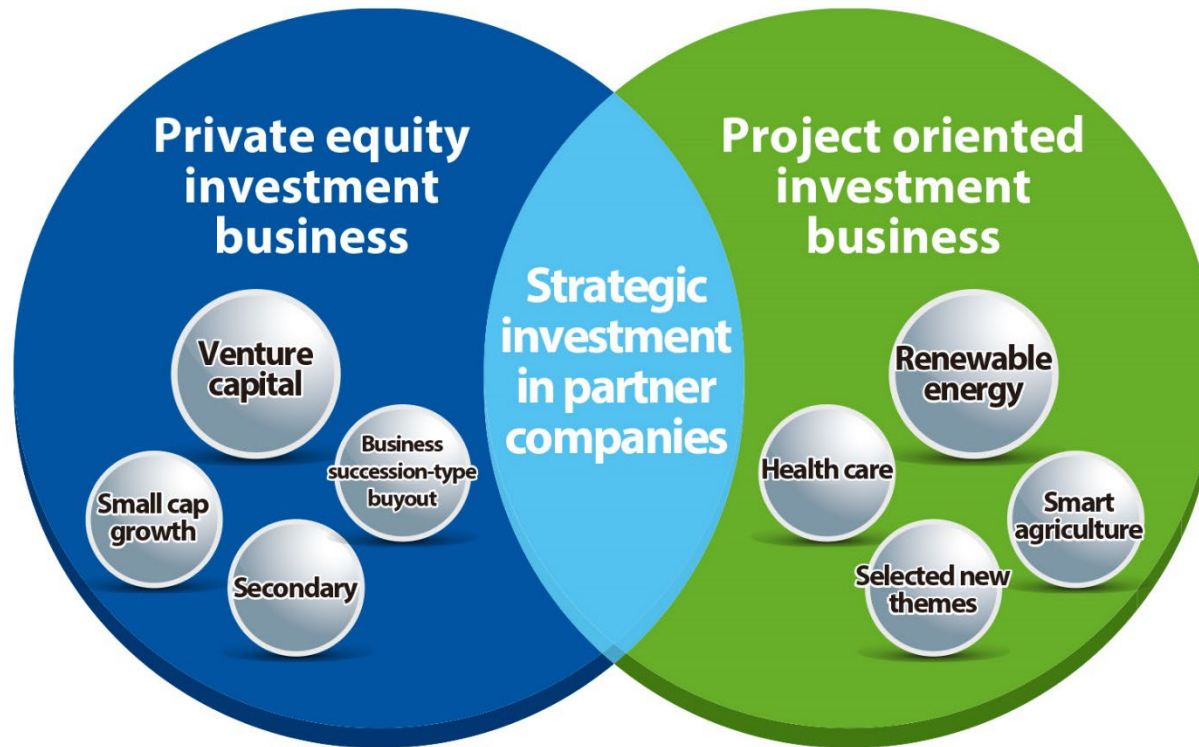 Private equity
investment
business
Venture
capital
Business
succession-type
buyout
Small cap
growth
Secondary
Strategic
investment
in partner
companies
Project oriented
investment
business
Renewable
energy
Health care
Smart
agriculture
Selected new
themes